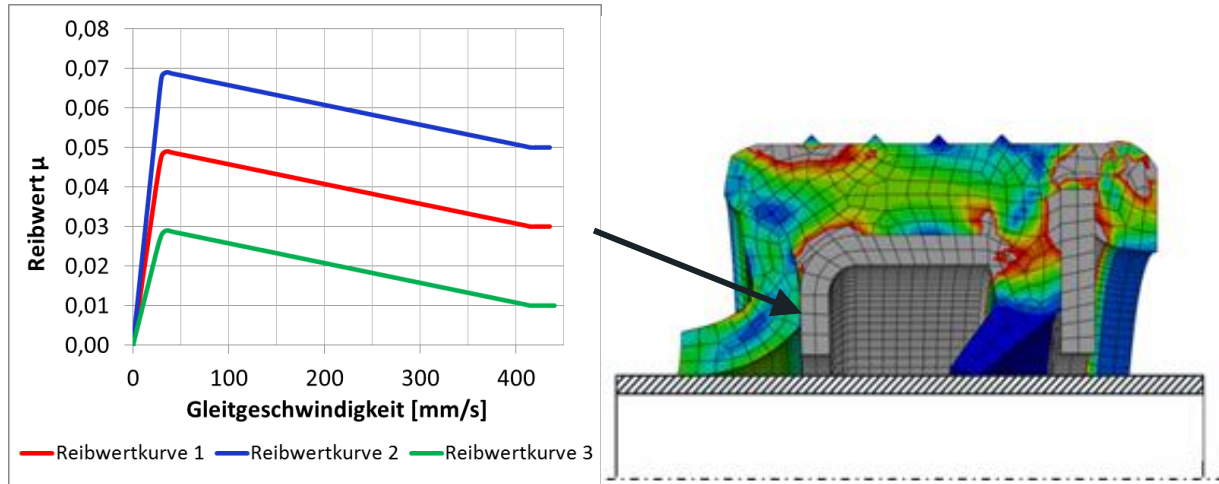 0,08
0,07
0,06
0,05
0,04
0,03
0,02
0,01
0,00
Reibwert µ
0 100 200 300 400
Gleitgeschwindigkeit [mm/s]
Reibwertkurve 1 Reibwertkurve 2 Reibwertkurve 3